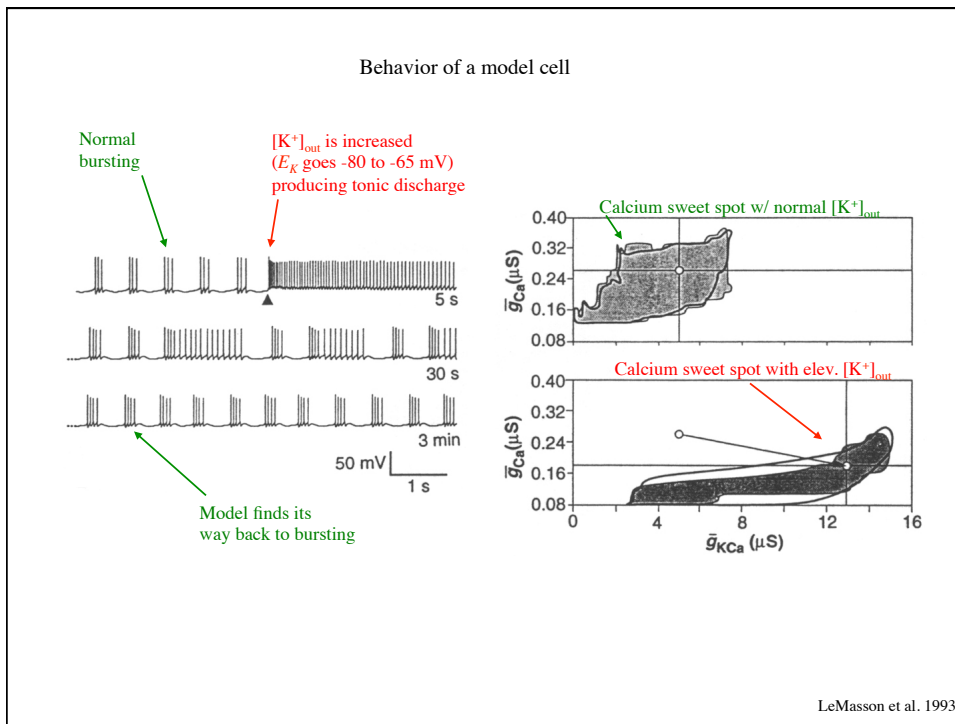 Behavior of a model cell
Normal
bursting
[K⁺]ₒᵤₜ is increased
(E_K goes -80 to -65 mV)
producing tonic discharge
5 s
30 s
3 min
50 mV
1 s
Model finds its
way back to bursting
Calcium sweet spot w/ normal [K⁺]ₒᵤₜ
0.40
0.32
0.24
0.16
0.08
ḡCa(μS)
Calcium sweet spot with elev. [K⁺]ₒᵤₜ
0.40
0.32
0.24
0.16
0.08
ḡCa(μS)
0 4 8 12 16
ḡKCa (μS)
LeMasson et al. 1993